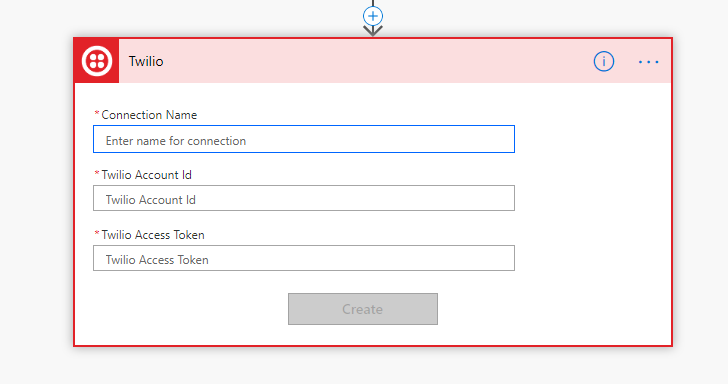 Twilio
* Connection Name
Enter name for connection
* Twilio Account Id
Twilio Account Id
* Twilio Access Token
Twilio Access Token
Create